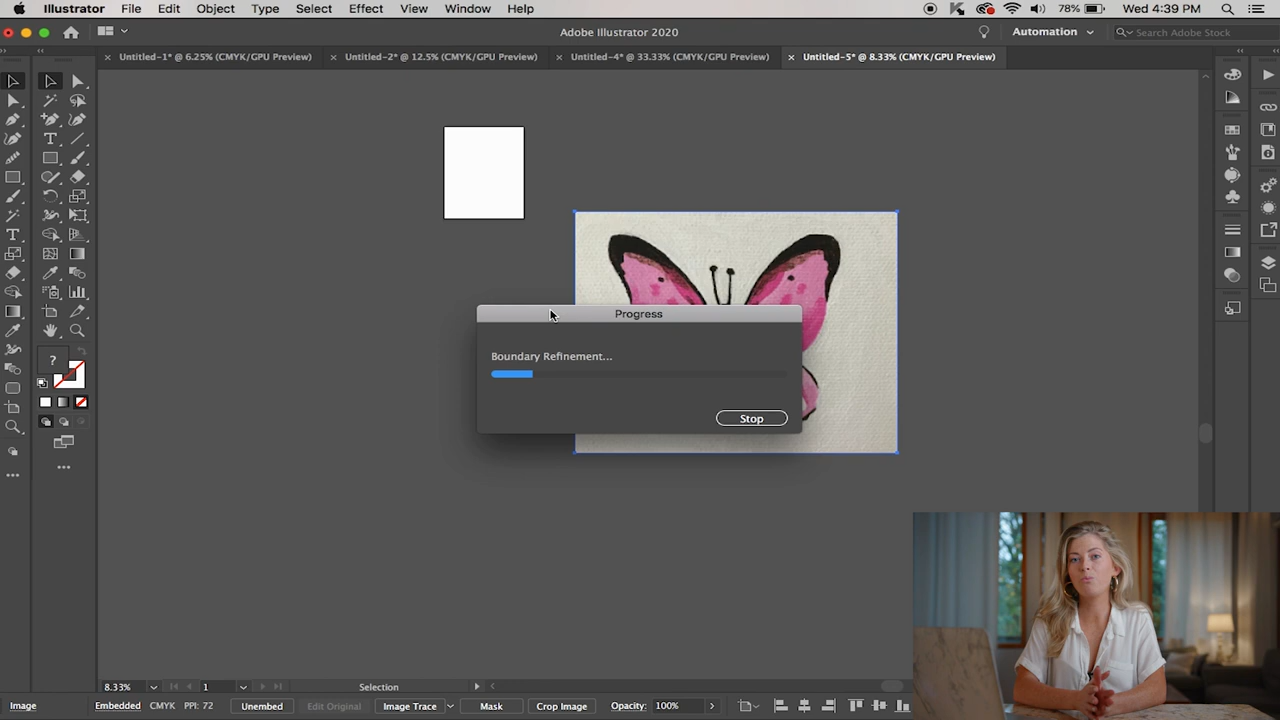 Illustrator File Edit Object Type Select Effect View Window Help 78% Wed 4:39 PM
Adobe Illustrator 2020 Automation Search Adobe Stock
× Untitled-1* @ 6.25% (CMYK/GPU Preview) × Untitled-2* @ 12.5% (CMYK/GPU Preview) × Untitled-4* @ 33.33% (CMYK/GPU Preview) × Untitled-5* @ 8.33% (CMYK/GPU Preview)
Progress
Boundary Refinement...
Stop
?
8.33% 1 Selection
Image Embedded CMYK PPI: 72 Unembed Edit Original Image Trace Mask Crop Image Opacity: 100%